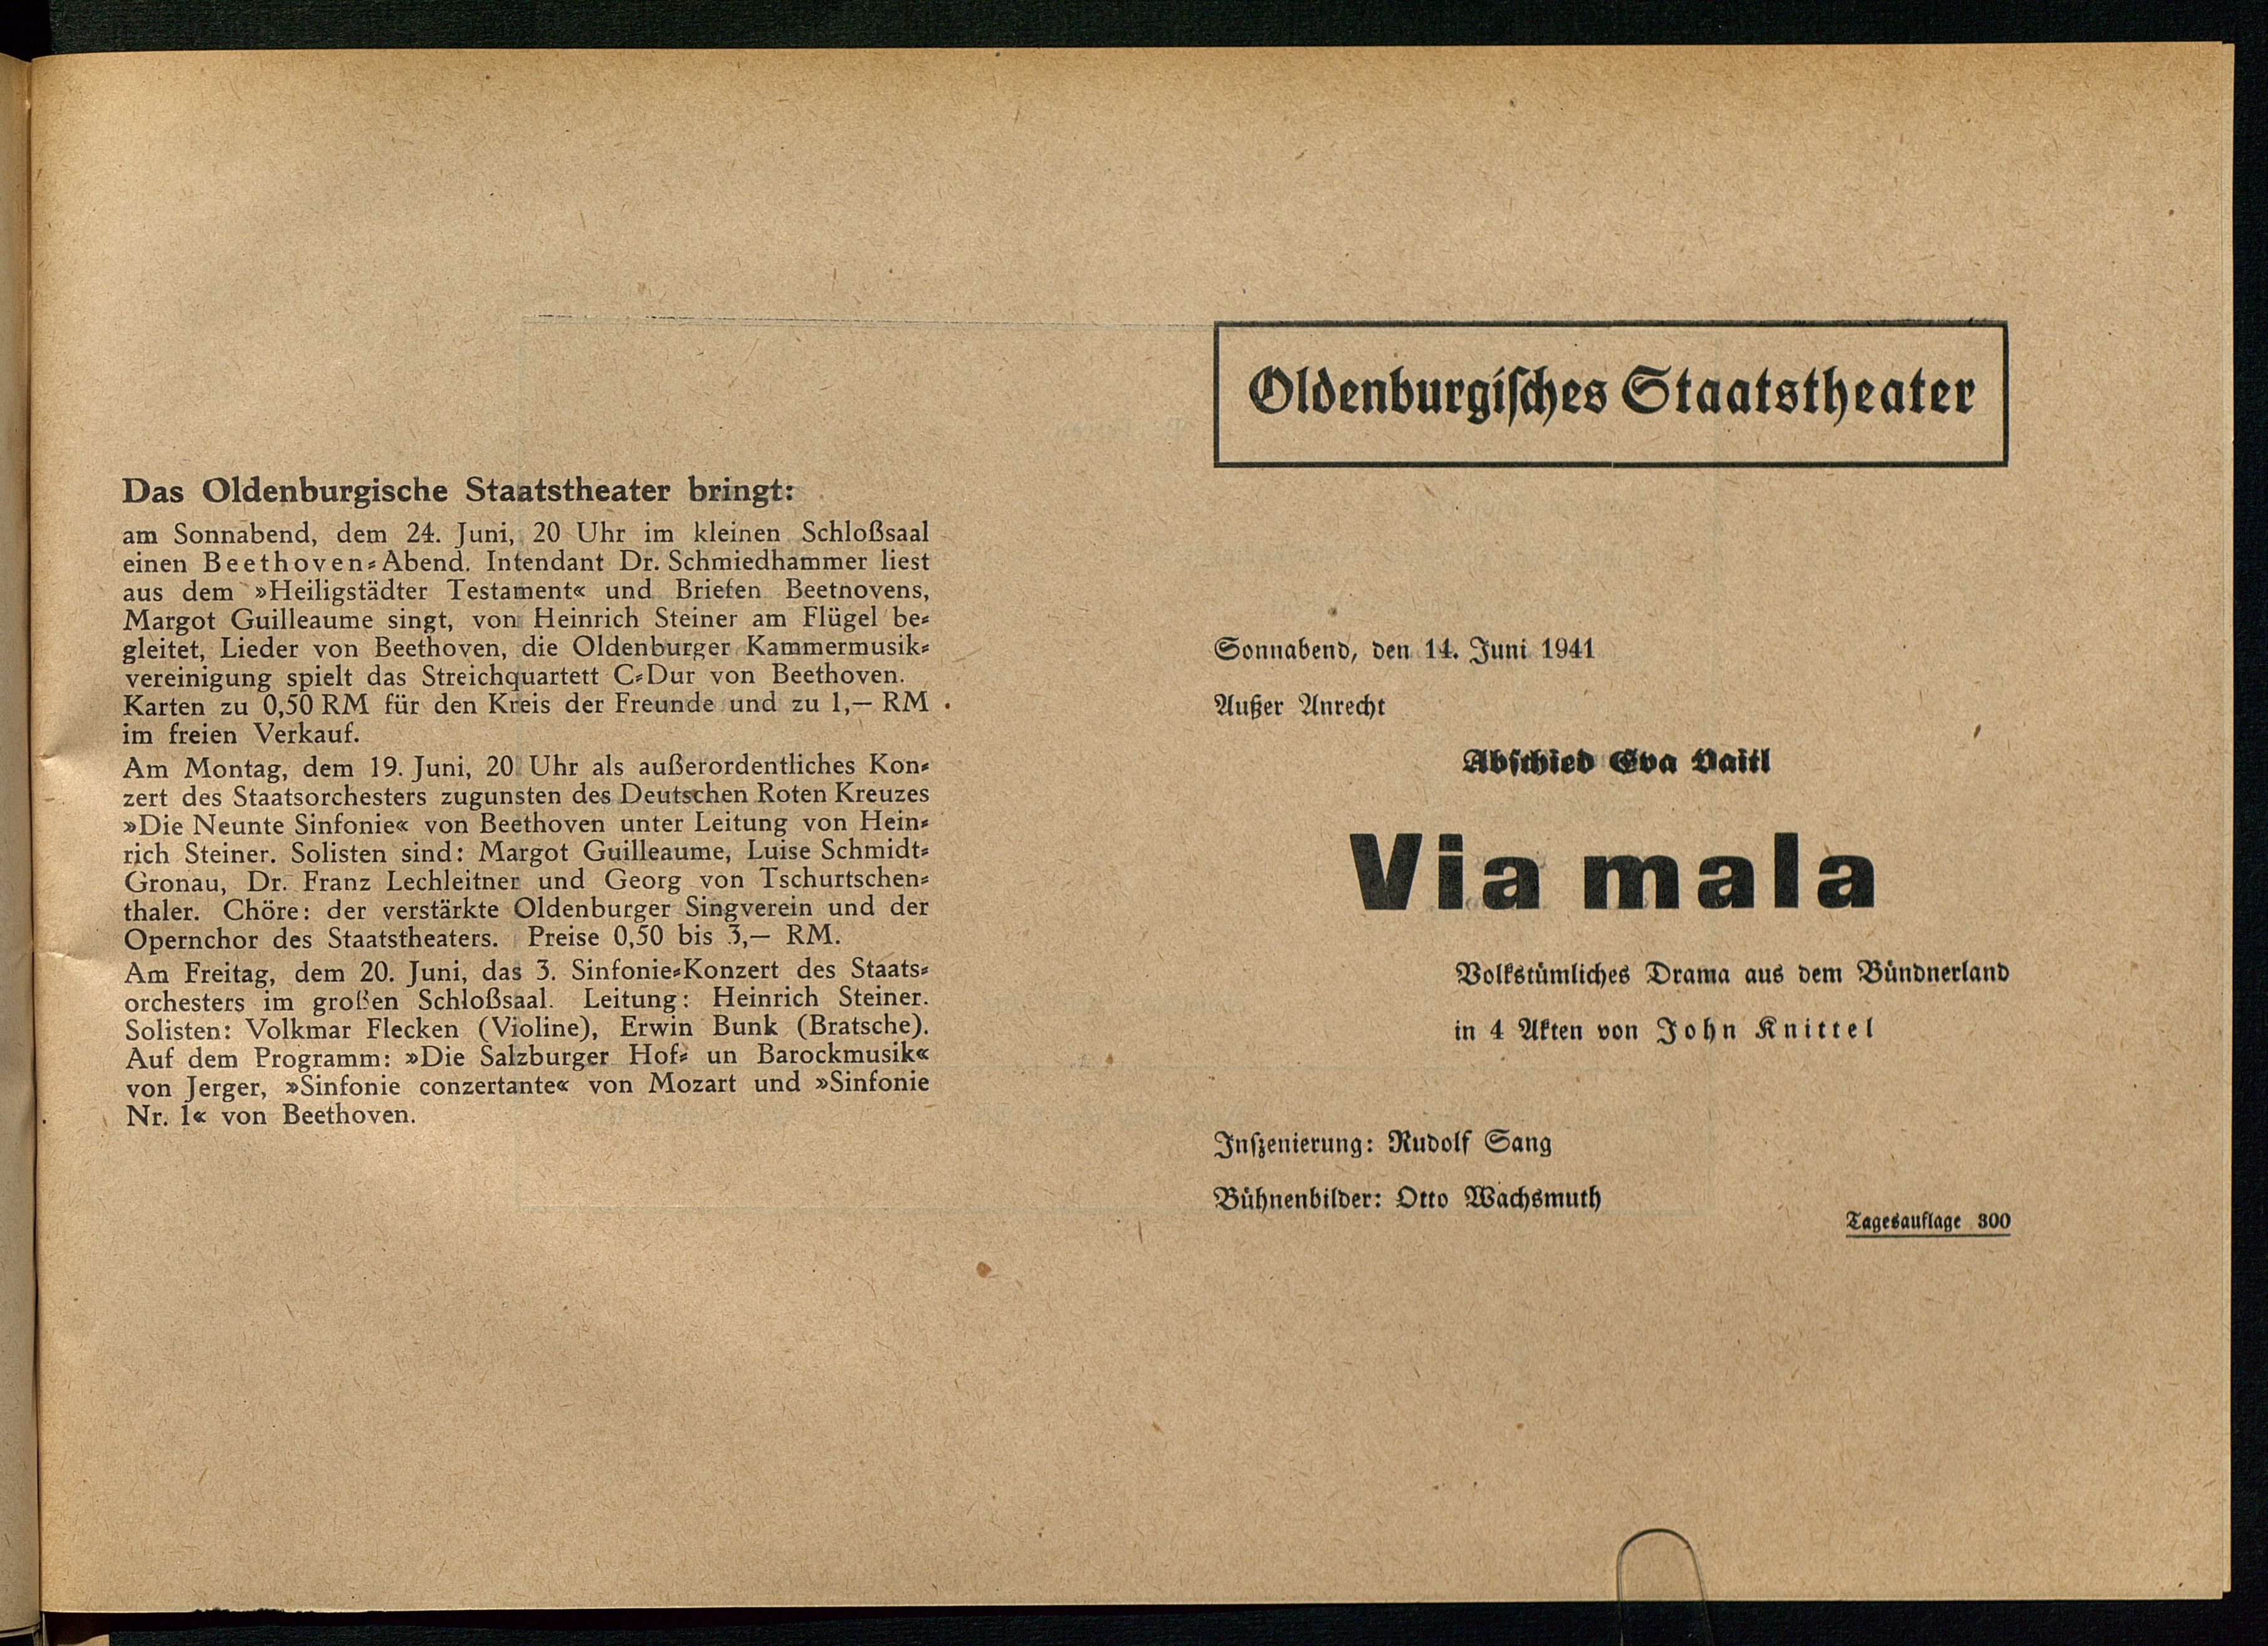 Das Oldenburgische Staatstheater bringt:
am Sonnabend, dem 24. Juni, 20 Uhr im kleinen Schloßsaal
einen Beethoven-Abend. Intendant Dr. Schmiedhammer liest
aus dem »Heiligstädter Testament« und Briefen Beetnovens,
Margot Guilleaume singt, von Heinrich Steiner am Flügel be-
gleitet, Lieder von Beethoven, die Oldenburger Kammermusik-
vereinigung spielt das Streichquartett C-Dur von Beethoven.
Karten zu 0,50 RM für den Kreis der Freunde und zu 1,— RM
im freien Verkauf.
Am Montag, dem 19. Juni, 20 Uhr als außerordentliches Kon-
zert des Staatsorchesters zugunsten des Deutschen Roten Kreuzes
»Die Neunte Sinfonie« von Beethoven unter Leitung von Hein-
rich Steiner. Solisten sind: Margot Guilleaume, Luise Schmidt-
Gronau, Dr. Franz Lechleitner und Georg von Tschurtschen-
thaler. Chöre: der verstärkte Oldenburger Singverein und der
Opernchor des Staatstheaters. Preise 0,50 bis 3,— RM.
Am Freitag, dem 20. Juni, das 3. Sinfonie-Konzert des Staats-
orchesters im großen Schloßsaal. Leitung: Heinrich Steiner.
Solisten: Volkmar Flecken (Violine), Erwin Bunk (Bratsche).
Auf dem Programm: »Die Salzburger Hof- un Barockmusik«
von Jerger, »Sinfonie conzertante« von Mozart und »Sinfonie
Nr. 1« von Beethoven.
Oldenburgisches Staatstheater
Sonnabend, den 14. Juni 1941
Außer Anrecht
Abschied Eva Vaitl
Via mala
Volkstümliches Drama aus dem Bündnerland
in 4 Akten von John Knittel
Inszenierung: Rudolf Sang
Bühnenbilder: Otto Wachsmuth
Tagesauflage 300